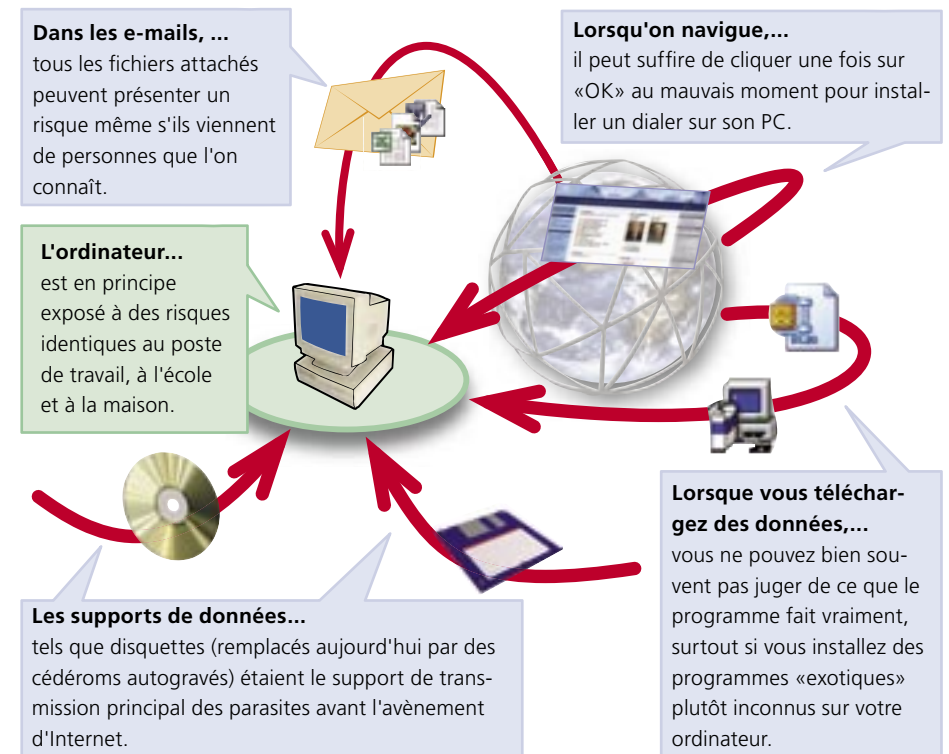 Dans les e-mails, ...
tous les fichiers attachés
peuvent présenter un
risque même s'ils viennent
de personnes que l'on
connaît.
Lorsqu'on navigue,...
il peut suffire de cliquer une fois sur
«OK» au mauvais moment pour instal-
ler un dialer sur son PC.
L'ordinateur...
est en principe
exposé à des risques
identiques au poste
de travail, à l'école
et à la maison.
Lorsque vous téléchar-
gez des données,...
vous ne pouvez bien sou-
vent pas juger de ce que le
programme fait vraiment,
surtout si vous installez des
programmes «exotiques»
plutôt inconnus sur votre
ordinateur.
Les supports de données...
tels que disquettes (remplacés aujourd'hui par des
cédéroms autogravés) étaient le support de trans-
mission principal des parasites avant l'avènement
d'Internet.